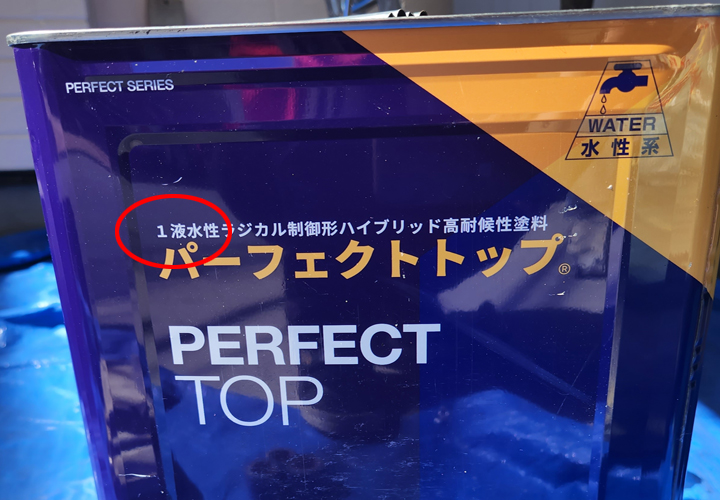 PERFECT SERIES
WATER
水性系
1液水性ラジカル制御形ハイブリッド高耐候性塗料
パーフェクトトップ®
PERFECT
TOP